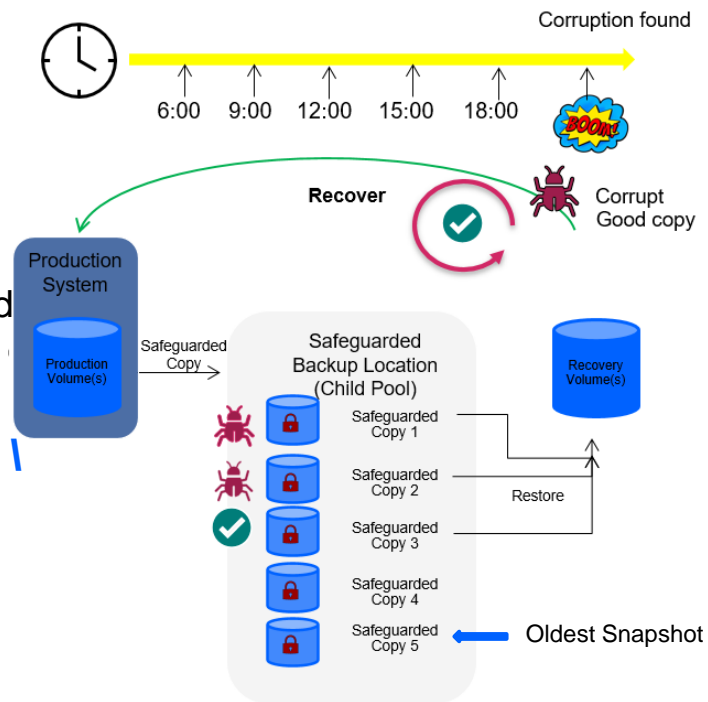 Corruption found
6:00
9:00
12:00
15:00
18:00
BOOM!
Recover
Corrupt
Good copy
Production
System
d
Production
Volume(s)
Safeguarded
Copy
Safeguarded
Backup Location
(Child Pool)
Recovery
Volume(s)
Safeguarded
Copy 1
Safeguarded
Copy 2
Restore
Safeguarded
Copy 3
Safeguarded
Copy 4
Safeguarded
Copy 5
Oldest Snapshot